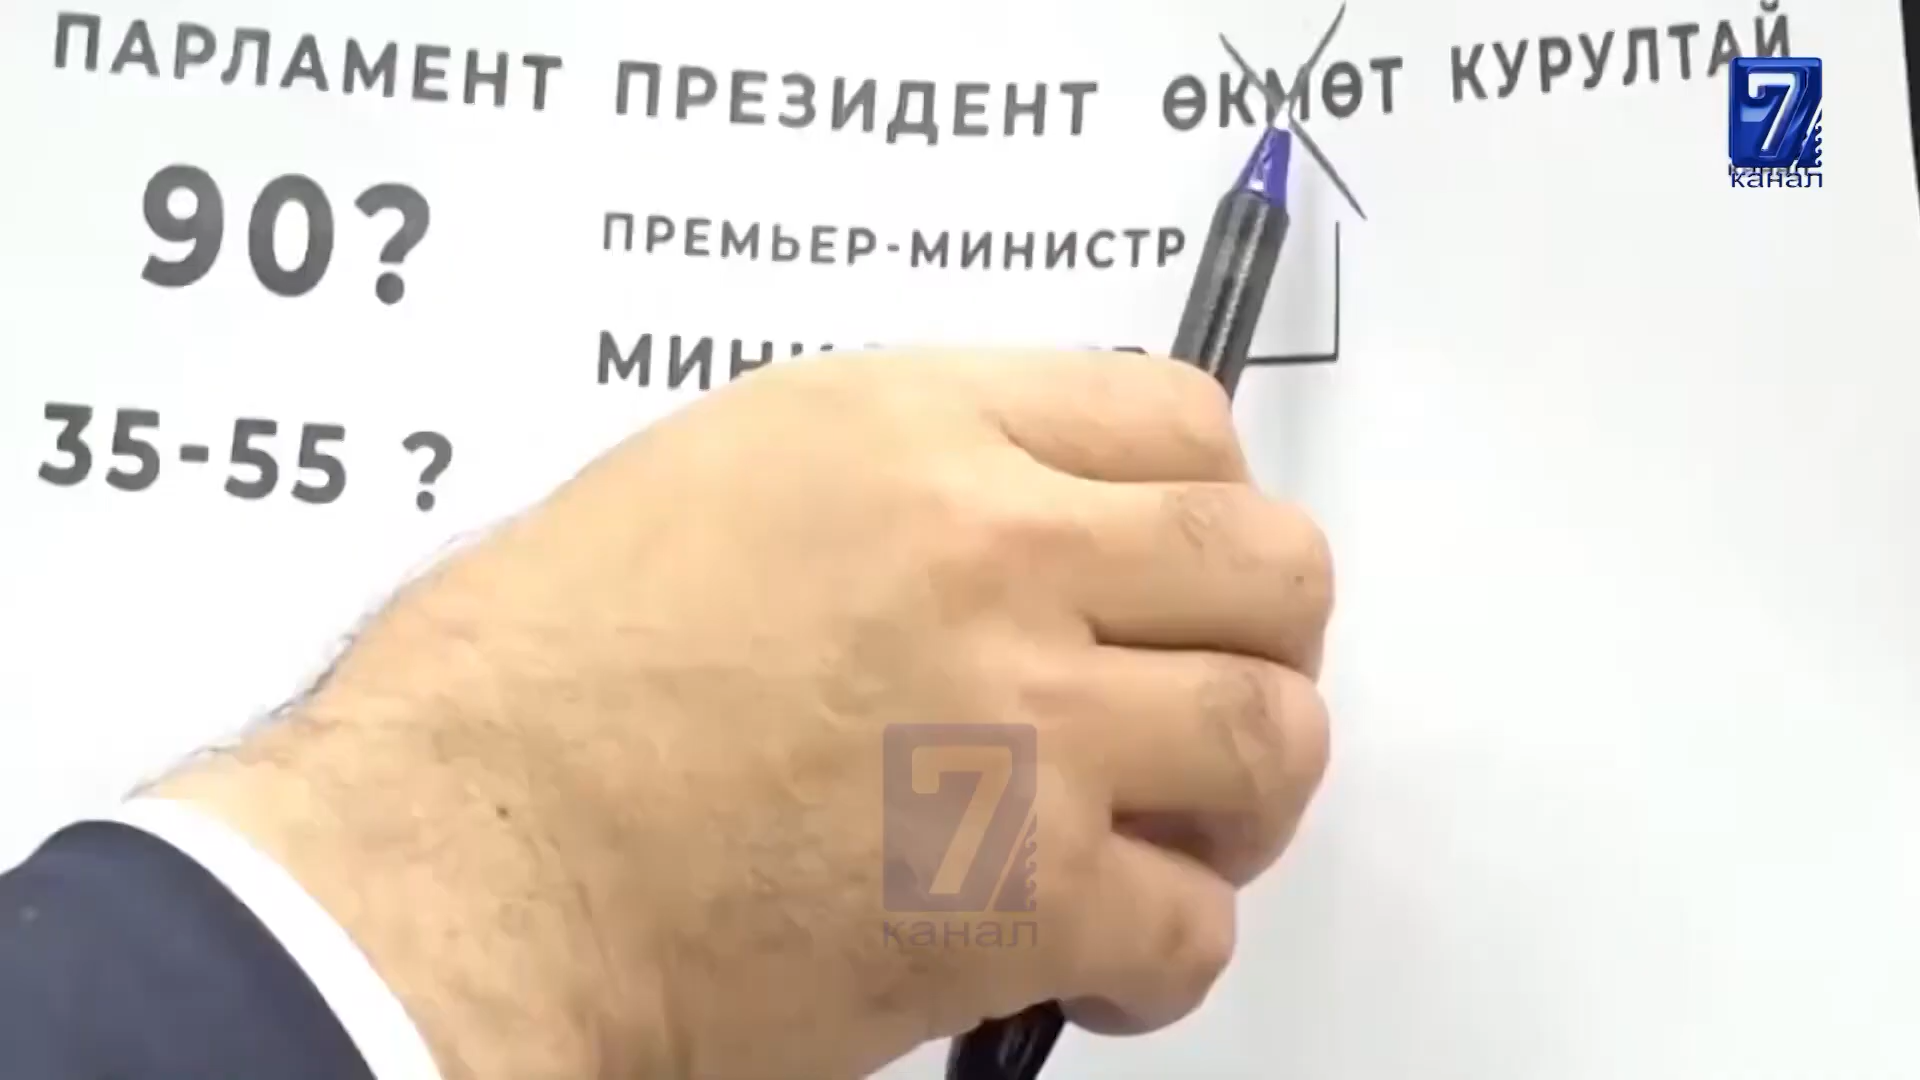 ПАРЛАМЕНТ ПРЕЗИДЕНТ ӨКМӨТ КУРУЛТАЙ
90?
ПРЕМЬЕР-МИНИСТР
35-55 ?
7
канал
7
канал